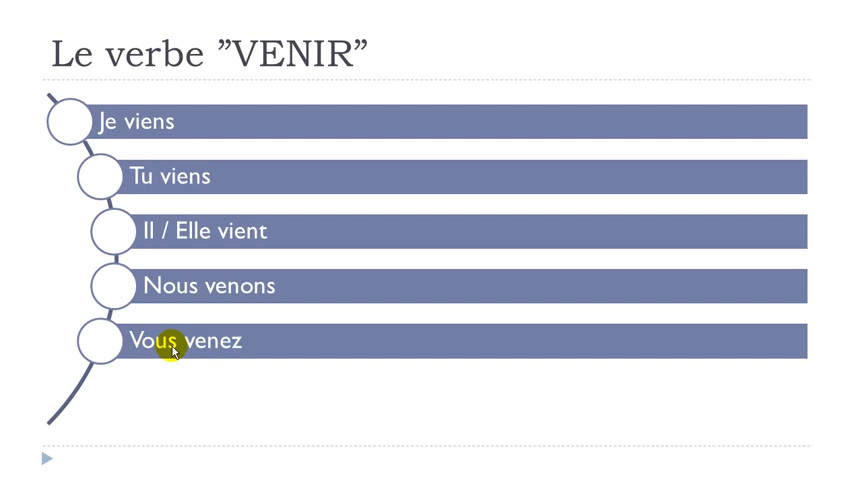 Le verbe ”VENIR”
Je viens
Tu viens
Il / Elle vient
Nous venons
Vous venez